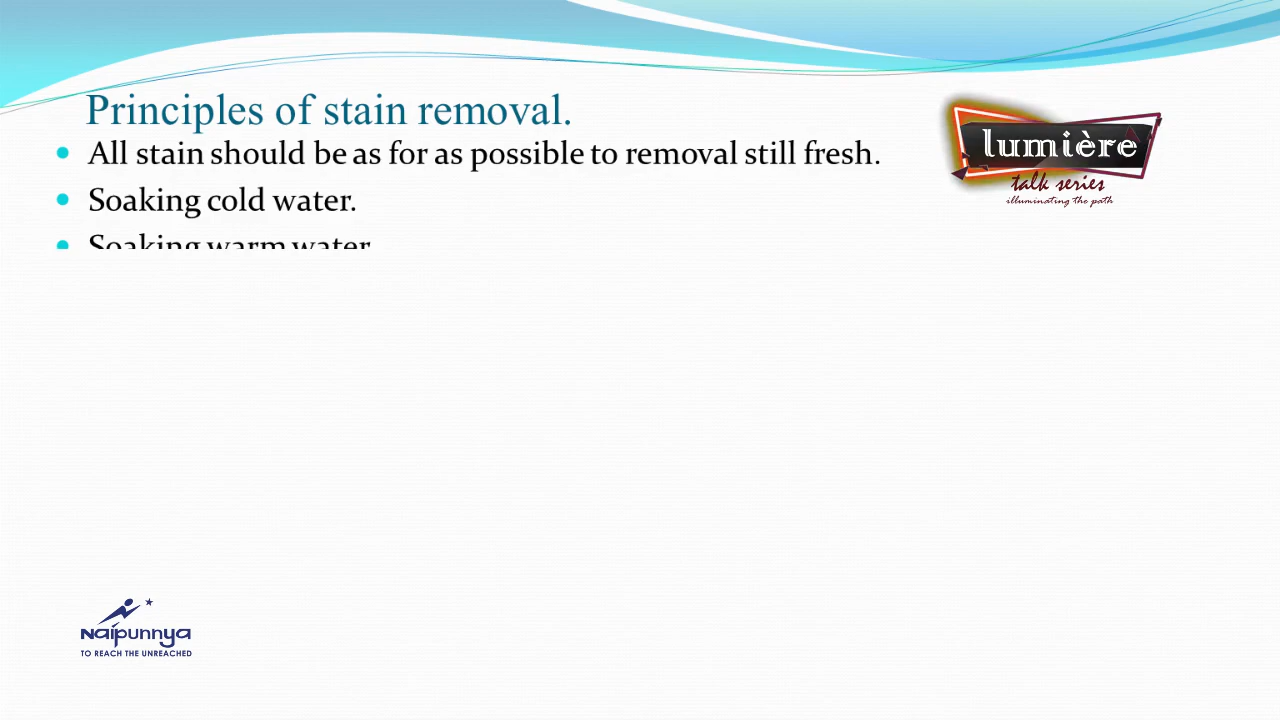 Principles of stain removal.
All stain should be as for as possible to removal still fresh.
Soaking cold water.
Soaking warm water
lumière
talk series
illuminating the path
Naipunnya
TO REACH THE UNREACHED